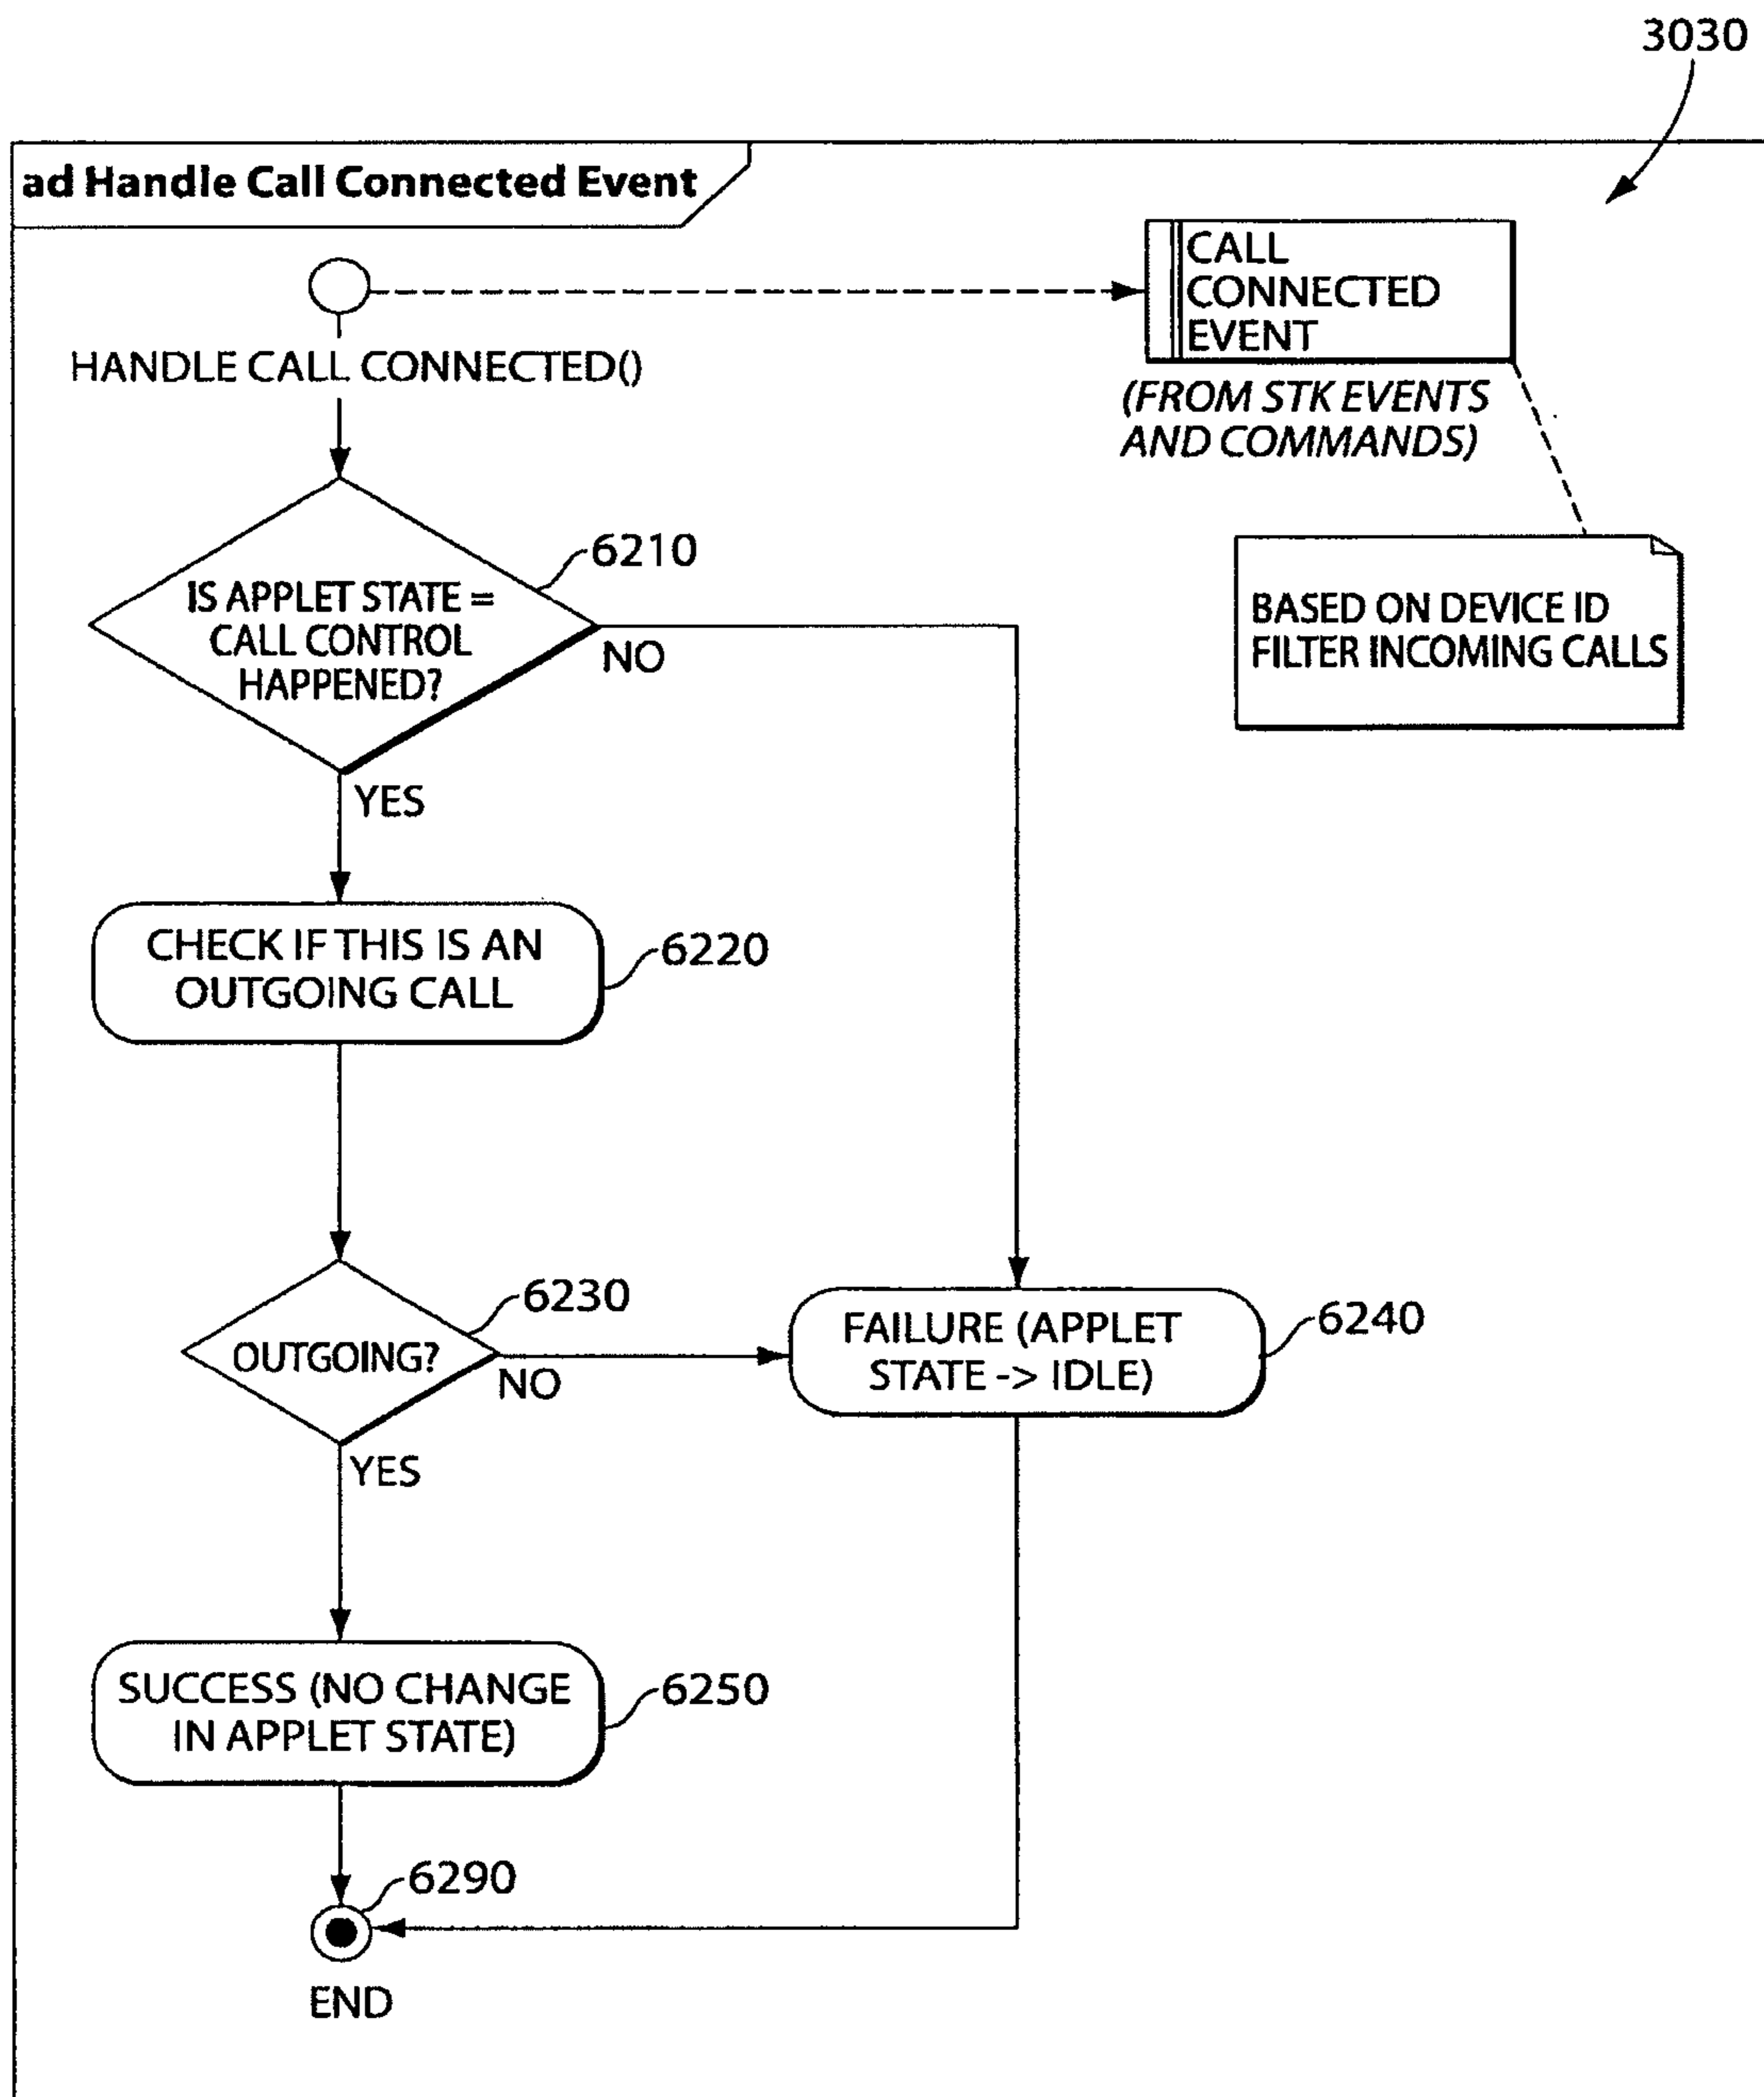 3030
ad Handle Call Connected Event
CALL
CONNECTED
EVENT
HANDLE CALL CONNECTED()
(FROM STK EVENTS
AND COMMANDS)
6210
IS APPLET STATE =
CALL CONTROL
HAPPENED?
NO
BASED ON DEVICE ID
FILTER INCOMING CALLS
YES
CHECK IF THIS IS AN
OUTGOING CALL
6220
6230
OUTGOING?
NO
FAILURE (APPLET
STATE -> IDLE)
6240
YES
SUCCESS (NO CHANGE
IN APPLET STATE)
6250
6290
END